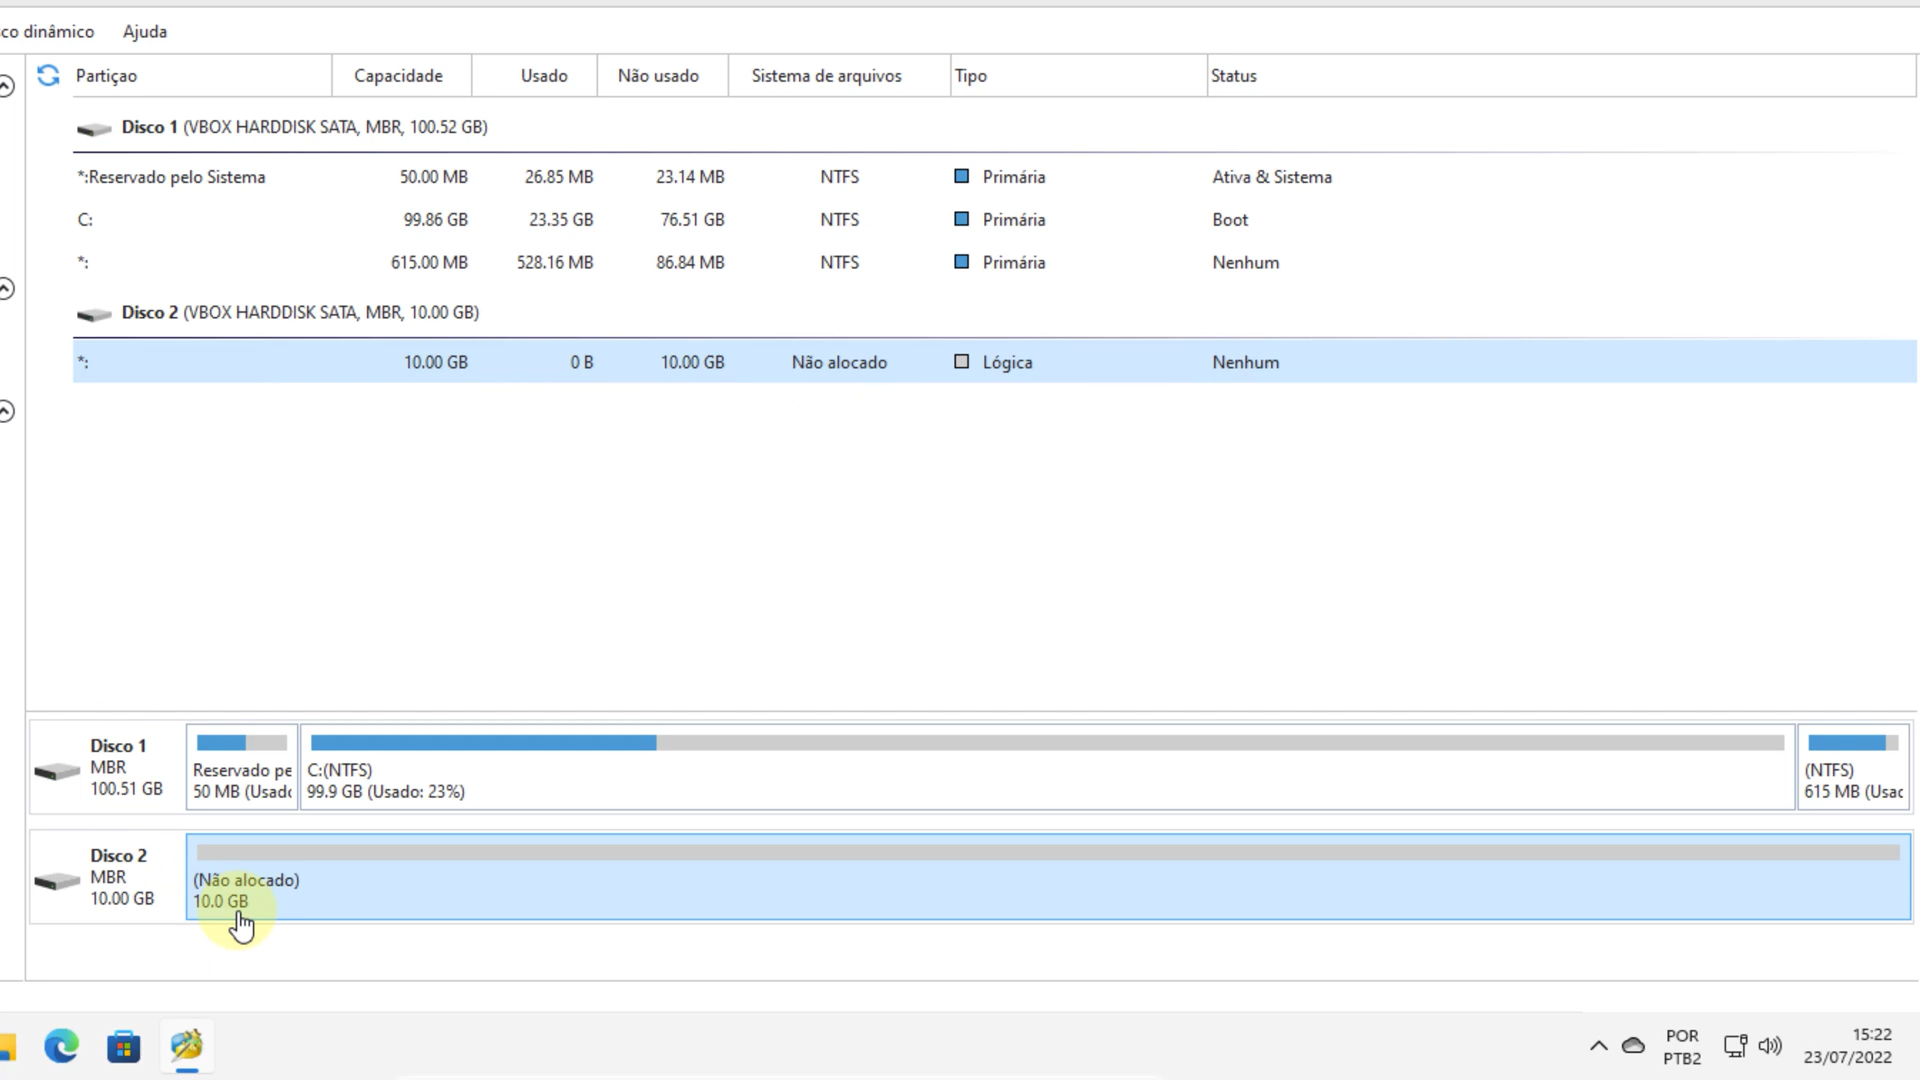 sco dinâmico Ajuda
Partiçao Capacidade Usado Não usado Sistema de arquivos Tipo Status
Disco 1 (VBOX HARDDISK SATA, MBR, 100.52 GB)
*:Reservado pelo Sistema 50.00 MB 26.85 MB 23.14 MB NTFS Primária Ativa & Sistema
C: 99.86 GB 23.35 GB 76.51 GB NTFS Primária Boot
*: 615.00 MB 528.16 MB 86.84 MB NTFS Primária Nenhum
Disco 2 (VBOX HARDDISK SATA, MBR, 10.00 GB)
*: 10.00 GB 0 B 10.00 GB Não alocado Lógica Nenhum
Disco 1
MBR
100.51 GB
Reservado pe
50 MB (Usado
C:(NTFS)
99.9 GB (Usado: 23%)
(NTFS)
615 MB (Usac
Disco 2
MBR
10.00 GB
(Não alocado)
10.0 GB
POR
PTB2
15:22
23/07/2022